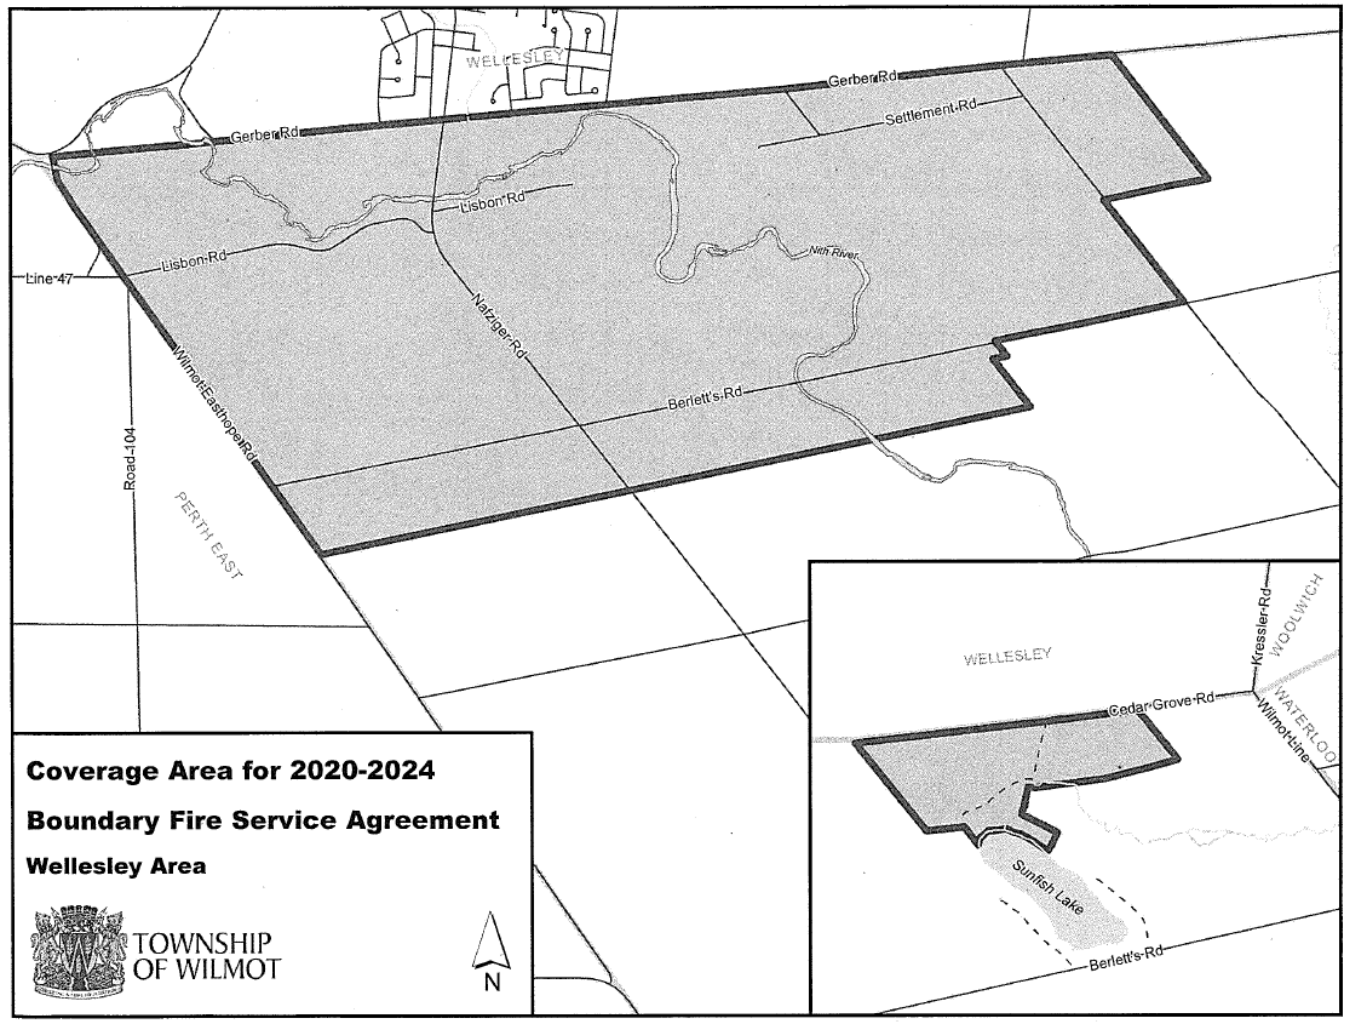 WELLESLEY
Gerber Rd
Gerber Rd
Settlement Rd
Lisbon Rd
Lisbon Rd
Line 47
Nith River
Nafziger Rd
Wilmot-Easthope Rd
Berlett's Rd
Road 104
PERTH EAST
Kressler Rd
WOOLWICH
WELLESLEY
Cedar Grove Rd
WATERLOO
Wilmot Line
Sunfish Lake
Berlett's Rd
Coverage Area for 2020-2024
Boundary Fire Service Agreement
Wellesley Area
TOWNSHIP
OF WILMOT
N